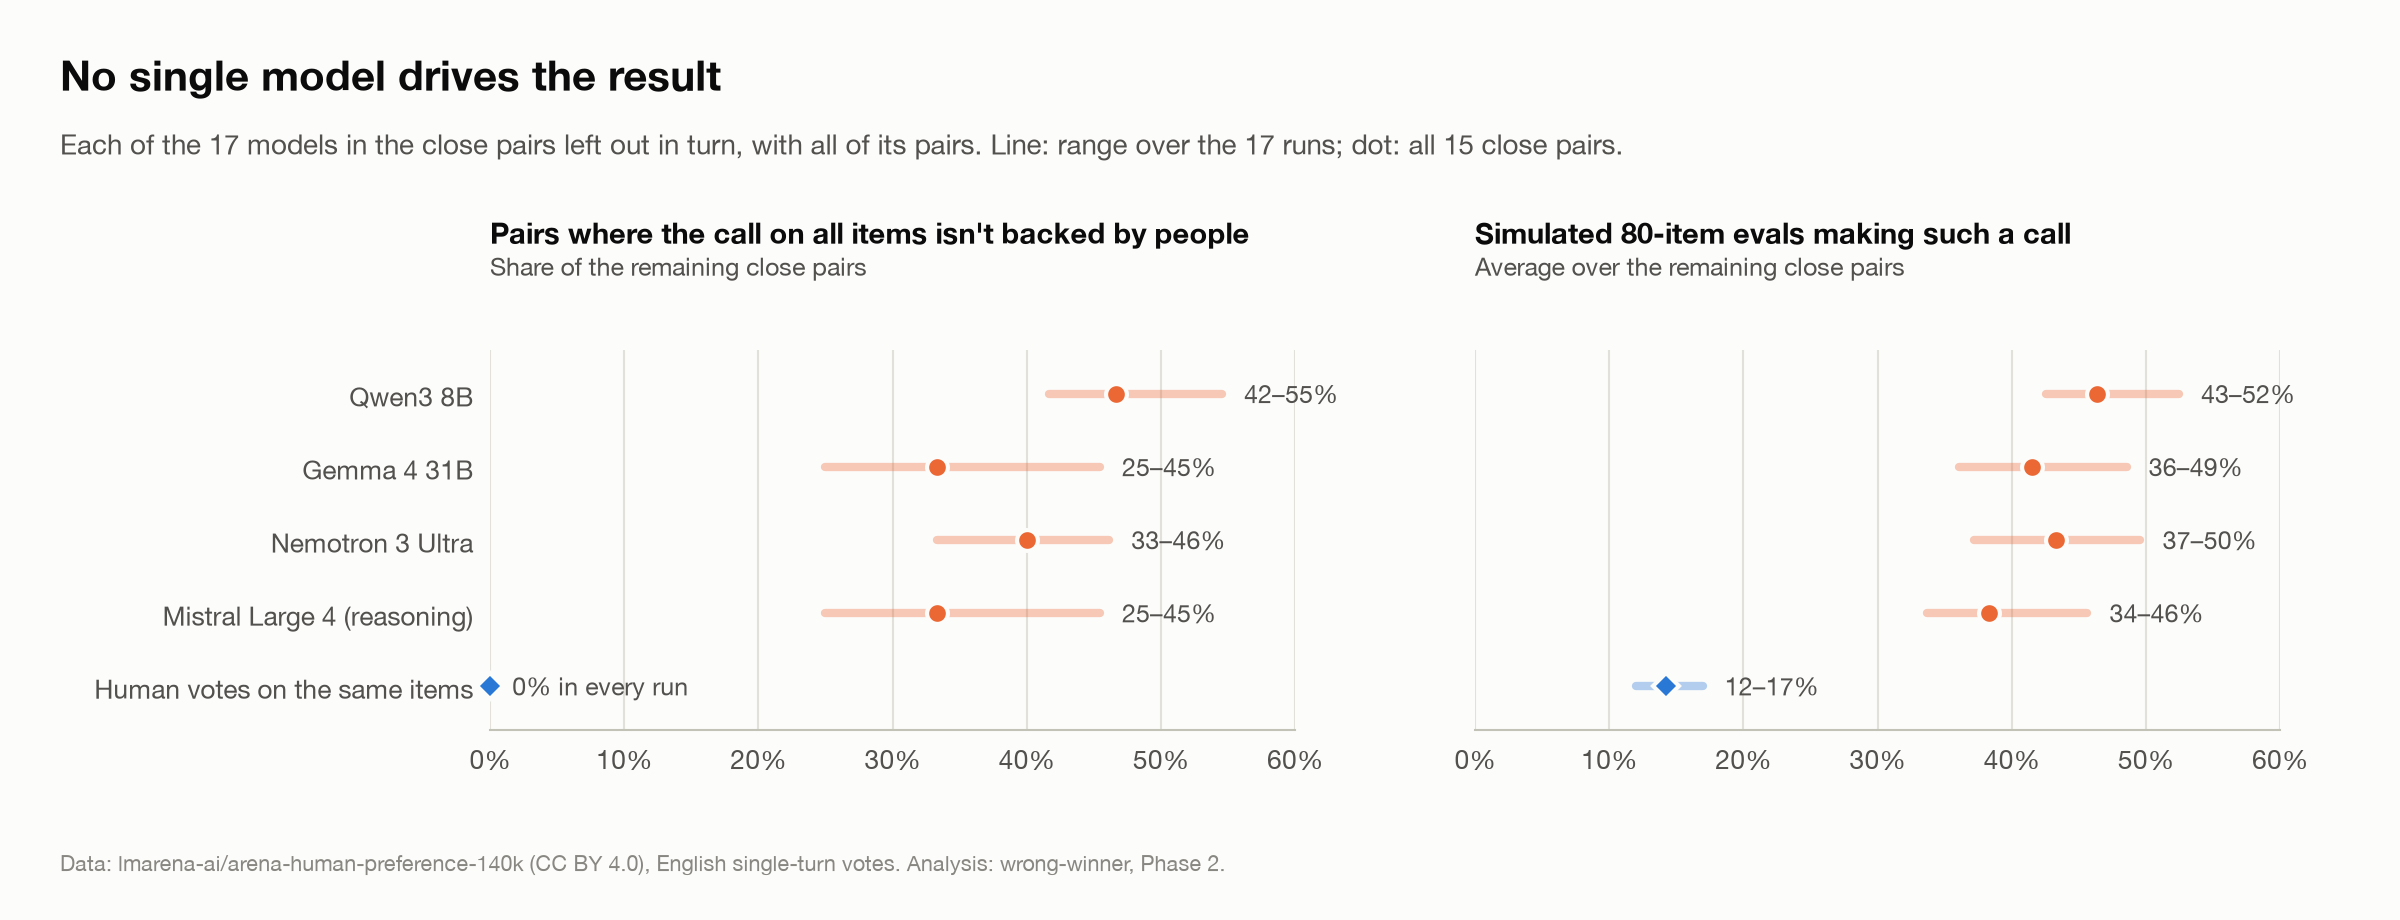 No single model drives the result
Each of the 17 models in the close pairs left out in turn, with all of its pairs. Line: range over the 17 runs; dot: all 15 close pairs.
Pairs where the call on all items isn't backed by people
Share of the remaining close pairs
Simulated 80-item evals making such a call
Average over the remaining close pairs
Qwen3 8B
42–55%
43–52%
Gemma 4 31B
25–45%
36–49%
Nemotron 3 Ultra
33–46%
37–50%
Mistral Large 4 (reasoning)
25–45%
34–46%
Human votes on the same items
0% in every run
12–17%
0% 10% 20% 30% 40% 50% 60%
0% 10% 20% 30% 40% 50% 60%
Data: lmarena-ai/arena-human-preference-140k (CC BY 4.0), English single-turn votes. Analysis: wrong-winner, Phase 2.